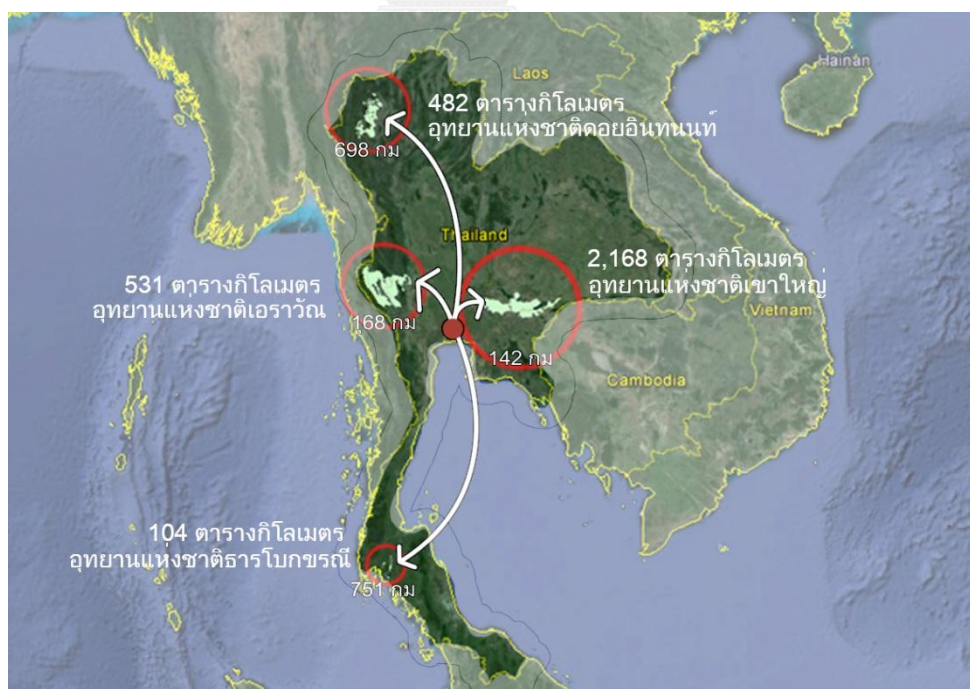 Hainan
Laos
482 ตารางกิโลเมตร
อุทยานแห่งชาติดอยอินทนนท์
698 กม
Thailand
2,168 ตารางกิโลเมตร
อุทยานแห่งชาติเขาใหญ่
531 ตารางกิโลเมตร
อุทยานแห่งชาติเอราวัณ
Vietnam
168 กม
142 กม
Cambodia
104 ตารางกิโลเมตร
อุทยานแห่งชาติธารโบกขรณี
751 กม